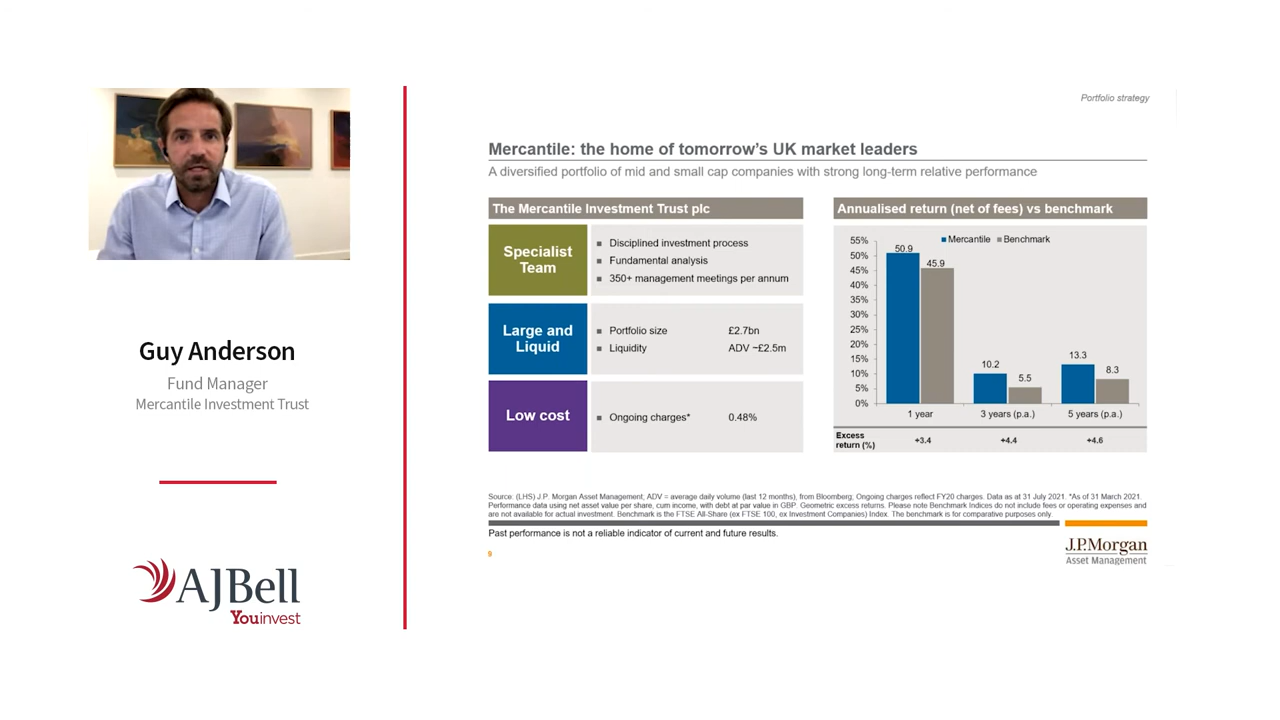 Portfolio strategy
Mercantile: the home of tomorrow's UK market leaders
A diversified portfolio of mid and small cap companies with strong long-term relative performance
The Mercantile Investment Trust plc
Specialist
Team
▪ Disciplined investment process
▪ Fundamental analysis
▪ 350+ management meetings per annum
Large and
Liquid
▪ Portfolio size £2.7bn
▪ Liquidity ADV ~£2.5m
Low cost
▪ Ongoing charges* 0.48%
Annualised return (net of fees) vs benchmark
Mercantile Benchmark
55%
50%
45%
40%
35%
30%
25%
20%
15%
10%
5%
0%
50.9
45.9
10.2
5.5
13.3
8.3
1 year 3 years (p.a.) 5 years (p.a.)
Excess
return (%)
+3.4 +4.4 +4.6
Source: (LHS) J.P. Morgan Asset Management; ADV = average daily volume (last 12 months), from Bloomberg; Ongoing charges reflect FY20 charges. Data as at 31 July 2021. *As of 31 March 2021.
Performance data using net asset value per share, cum income, with debt at par value in GBP. Geometric excess returns. Please note Benchmark Indices do not include fees or operating expenses and
are not available for actual investment. Benchmark is the FTSE All-Share (ex FTSE 100, ex Investment Companies) Index. The benchmark is for comparative purposes only.
Past performance is not a reliable indicator of current and future results.
9
J.P.Morgan
Asset Management
Guy Anderson
Fund Manager
Mercantile Investment Trust
AJBell
Youinvest